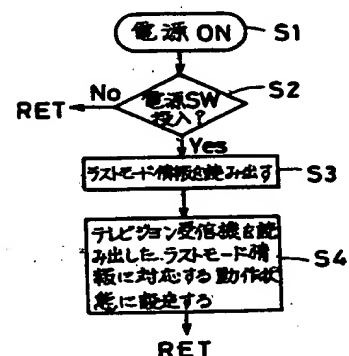 電源 ON S1
電源SW S2
投入?
No
RET
Yes
ラストモード情報を読み出す S3
テレビジョン受信機を読
み出した、ラストモード情
報に対応する動作状 S4
態に設定する
RET